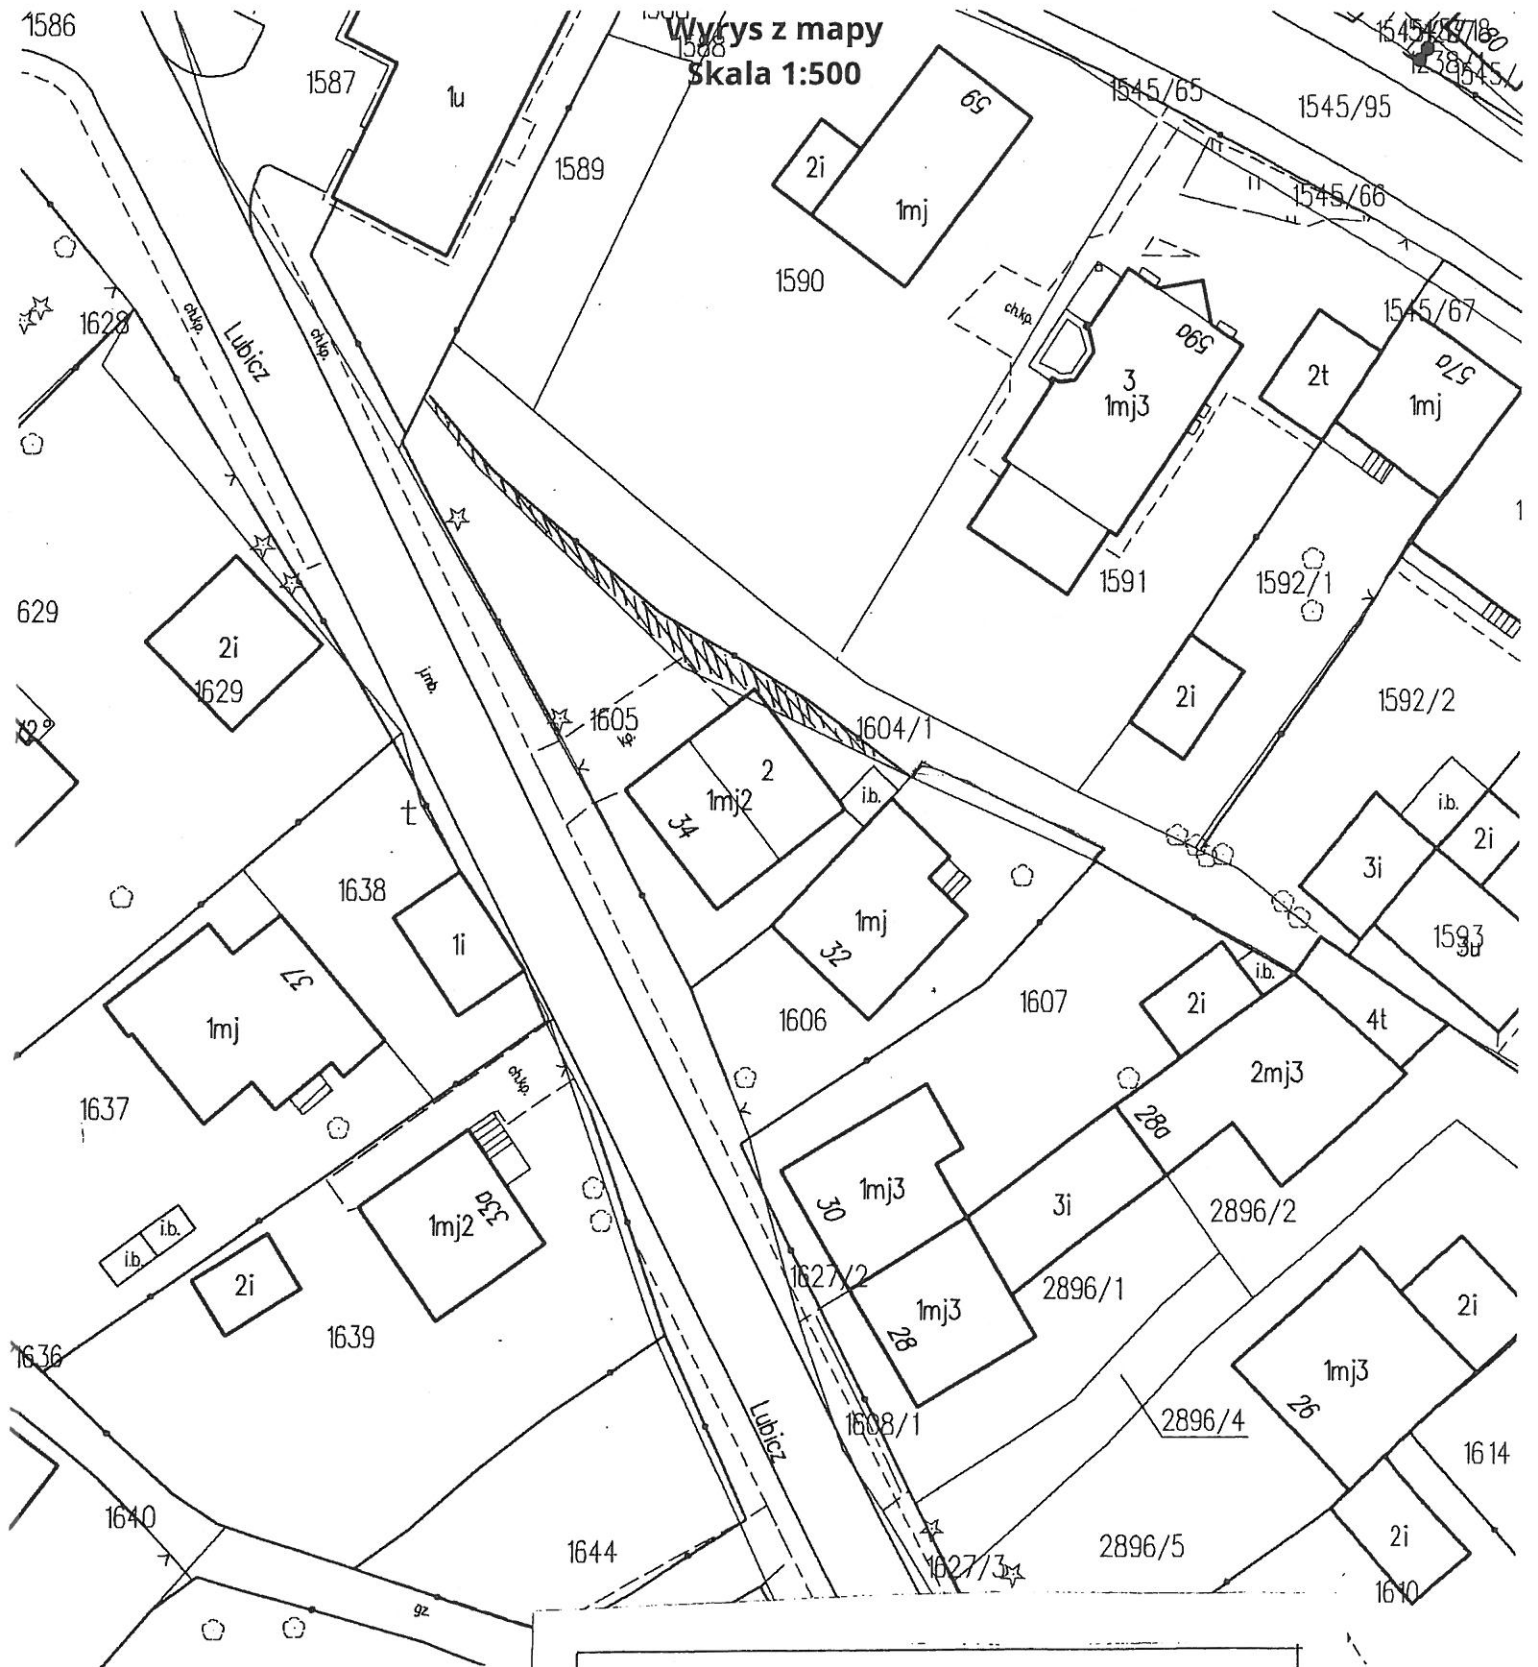 1586
Wyrys z mapy
1588
Skala 1:500
1587
1u
1589
59
2i
1mj
1590
1545/65
1545/95
1545/66
1545/67
1628
ch.kp.
Lubicz
ch.kp.
ch.kp.
59a
3
1mj3
2t
57a
1mj
629
2i
1629
1591
1592/1
jmb.
1605
kp.
1604/1
2i
1592/2
2
1mj2
34
i.b.
i.b.
2i
3i
t
1638
1i
1mj
32
1593
3u
37
1mj
1606
1607
2i
i.b.
4t
2mj3
28a
1637
ch.kp.
1mj3
30
3i
2896/2
33a
1mj2
i.b.
i.b.
2i
1627/2
1mj3
28
2896/1
2i
1636
1639
1mj3
26
1608/1
2896/4
Lubicz
1614
1640
1644
2896/5
2i
1627/3
1610
gz